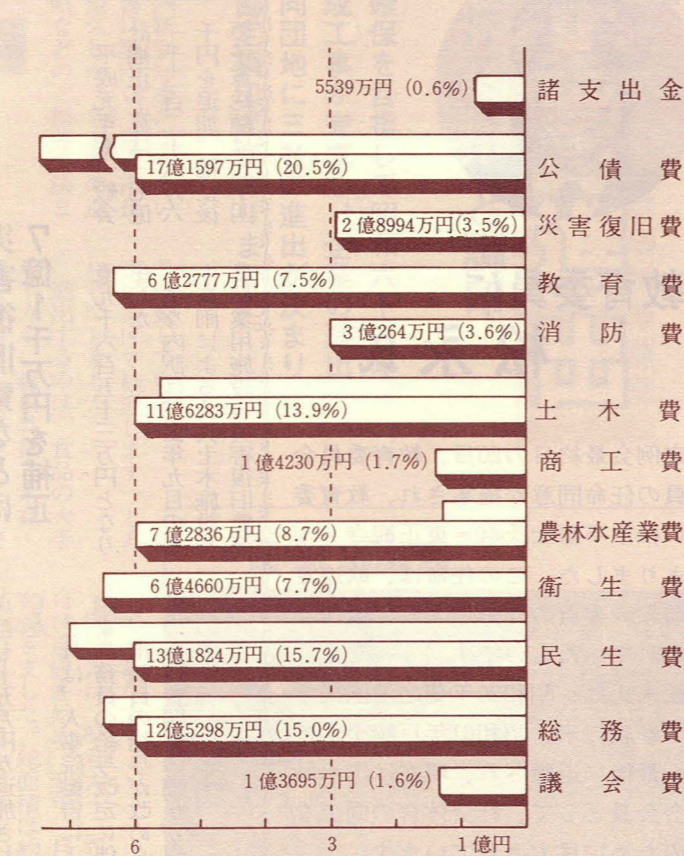 5539万円(0.6%) 諸支出金
17億1597万円(20.5%) 公債費
2億8994万円(3.5%) 災害復旧費
6億2777万円(7.5%) 教育費
3億264万円(3.6%) 消防費
11億6283万円(13.9%) 土木費
1億4230万円(1.7%) 商工費
7億2836万円(8.7%) 農林水産業費
6億4660万円(7.7%) 衛生費
13億1824万円(15.7%) 民生費
12億5298万円(15.0%) 総務費
1億3695万円(1.6%) 議会費
6 3 1億円